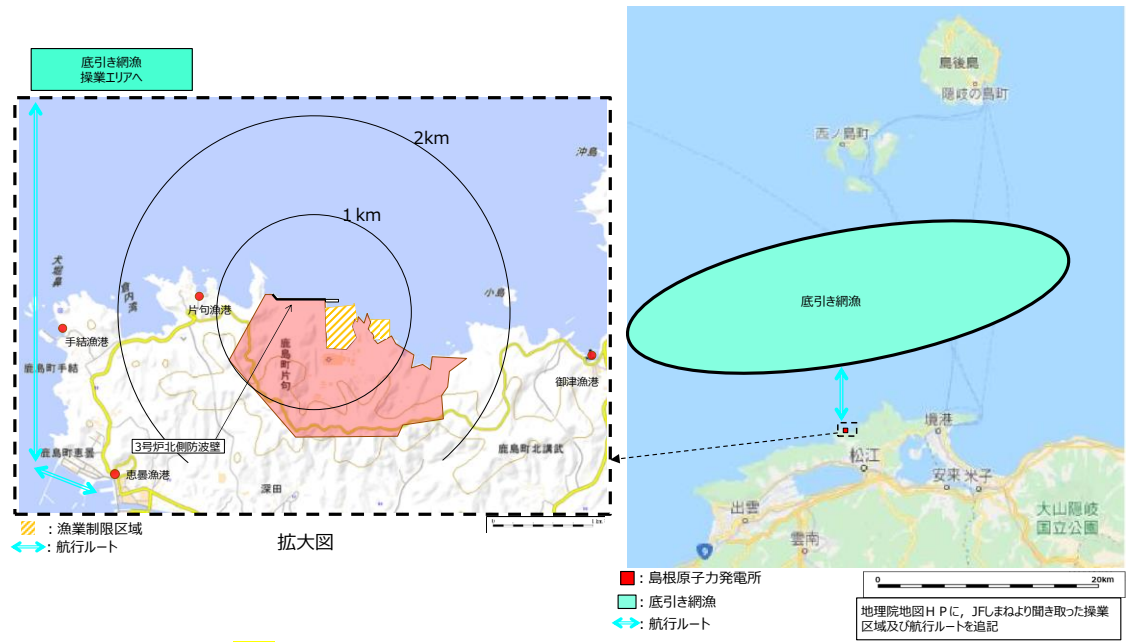 底引き網漁
操業エリアへ
2km
1km
沖島
犬堀鼻
倉内湾
小島
片句漁港
手結漁港
御津漁港
鹿島町手結
鹿島町片句
3号炉北側防波壁
鹿島町恵曇
鹿島町北講武
恵曇漁港
深田
：漁業制限区域
：航行ルート
拡大図
0 1km
島後島
隠岐の島町
西ノ島町
底引き網漁
境港
松江
安来
米子
出雲
雲南
大山隠岐
国立公園
9
：島根原子力発電所
：底引き網漁
：航行ルート
0 20km
地理院地図ＨＰに，JFしまねより聞き取った操業
区域及び航行ルートを追記